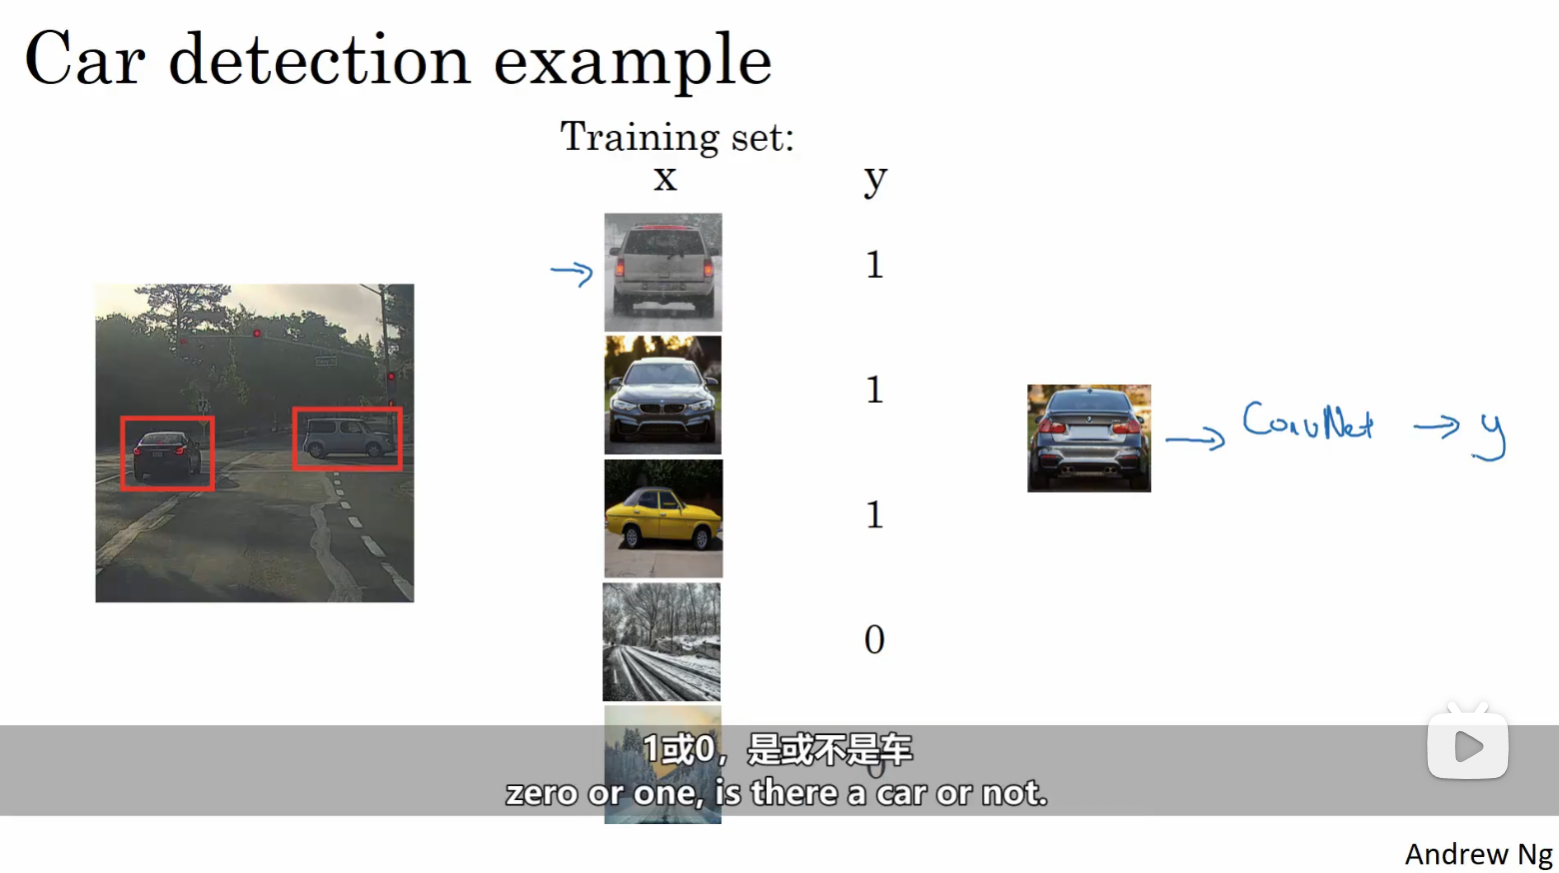 Car detection example
Training set:
x
y
1
1
1
0
0
ConvNet
y
1或0，是或不是车
zero or one, is there a car or not.
Andrew Ng